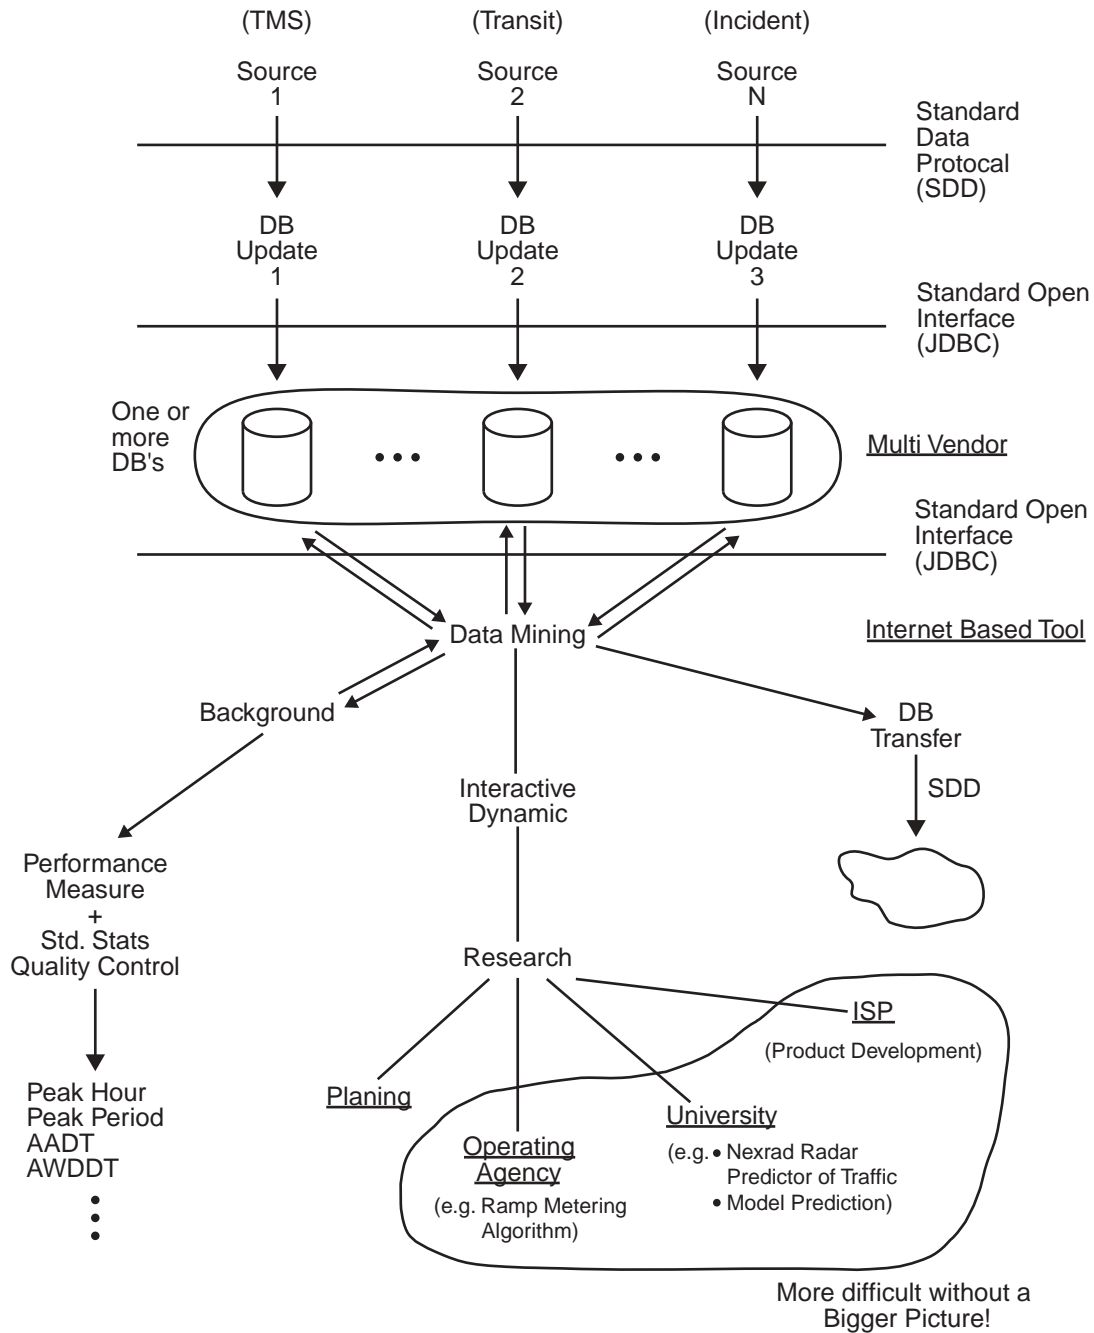 (TMS)
(Transit)
(Incident)
Source
1
Source
2
Source
N
Standard
Data
Protocal
(SDD)
DB
Update
1
DB
Update
2
DB
Update
3
Standard Open
Interface
(JDBC)
One or
more
DB's
Multi Vendor
Standard Open
Interface
(JDBC)
Data Mining
Internet Based Tool
Background
DB
Transfer
SDD
Interactive
Dynamic
Performance
Measure
+
Std. Stats
Quality Control
Research
ISP
(Product Development)
Peak Hour
Peak Period
AADT
AWDDT
Planing
University
(e.g. • Nexrad Radar
Predictor of Traffic
• Model Prediction)
Operating
Agency
(e.g. Ramp Metering
Algorithm)
More difficult without a
Bigger Picture!